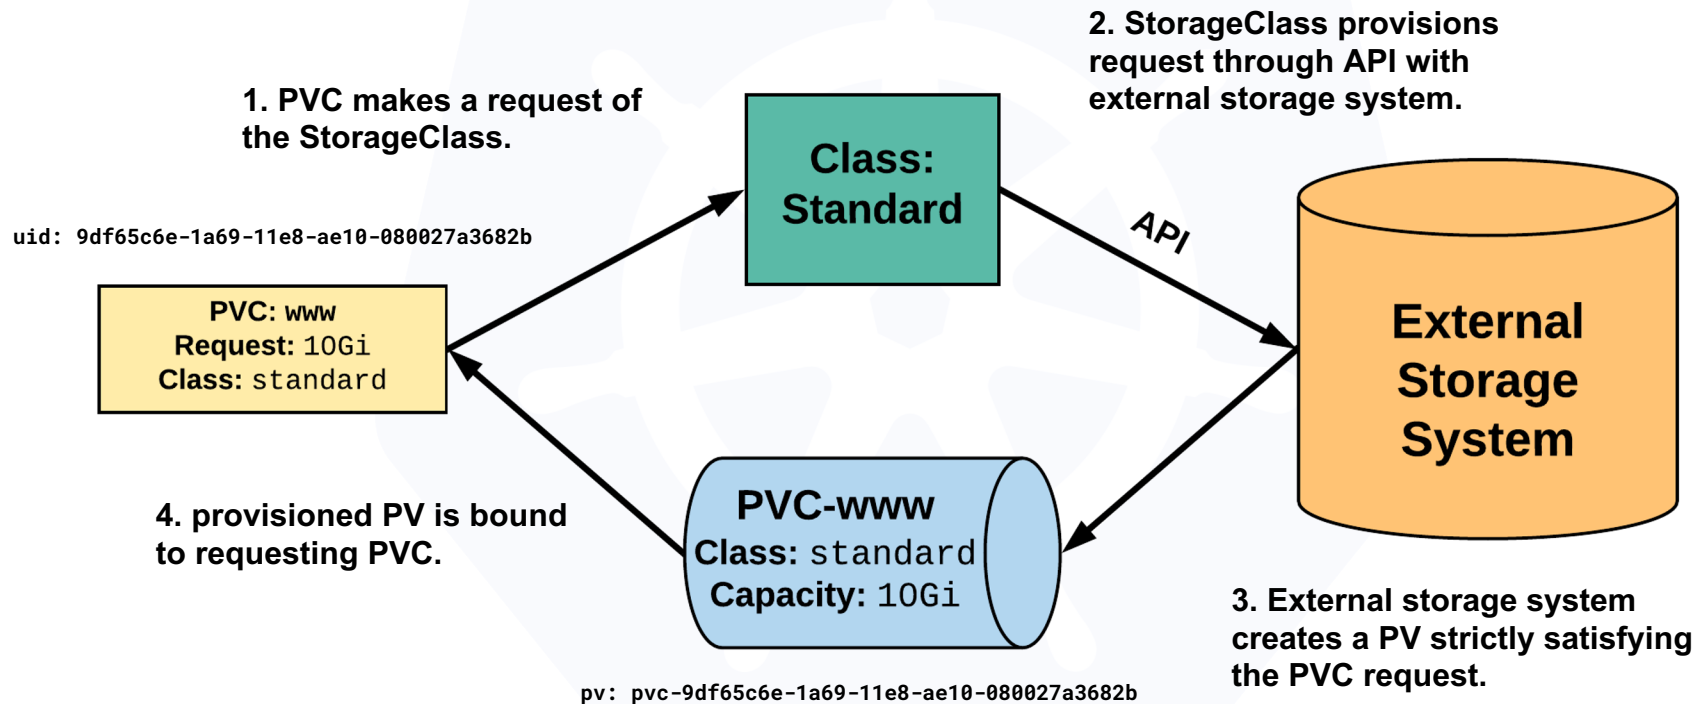 2. StorageClass provisions
request through API with
external storage system.
1. PVC makes a request of
the StorageClass.
Class:
Standard
API
uid: 9df65c6e-1a69-11e8-ae10-080027a3682b
PVC: www
Request: 10Gi
Class: standard
External
Storage
System
PVC-www
Class: standard
Capacity: 10Gi
4. provisioned PV is bound
to requesting PVC.
3. External storage system
creates a PV strictly satisfying
the PVC request.
pv: pvc-9df65c6e-1a69-11e8-ae10-080027a3682b